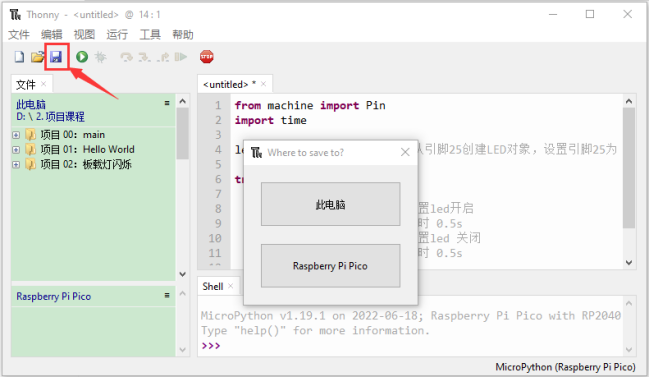 Thonny - <untitled> @ 14 : 1
文件 编辑 视图 运行 工具 帮助
文件
此电脑
D: \ 2. 项目课程
项目 00：main
项目 01：Hello World
项目 02：板载灯闪烁
Raspberry Pi Pico
<untitled> *
1 from machine import Pin
2 import time
3
4 从引脚25创建LED对象，设置引脚25为
5
6
7
8 置led开启
9 时 0.5s
10 置led 关闭
11 时 0.5s
Where to save to?
此电脑
Raspberry Pi Pico
Shell
MicroPython v1.19.1 on 2022-06-18; Raspberry Pi Pico with RP2040
Type "help()" for more information.
>>>
MicroPython (Raspberry Pi Pico)